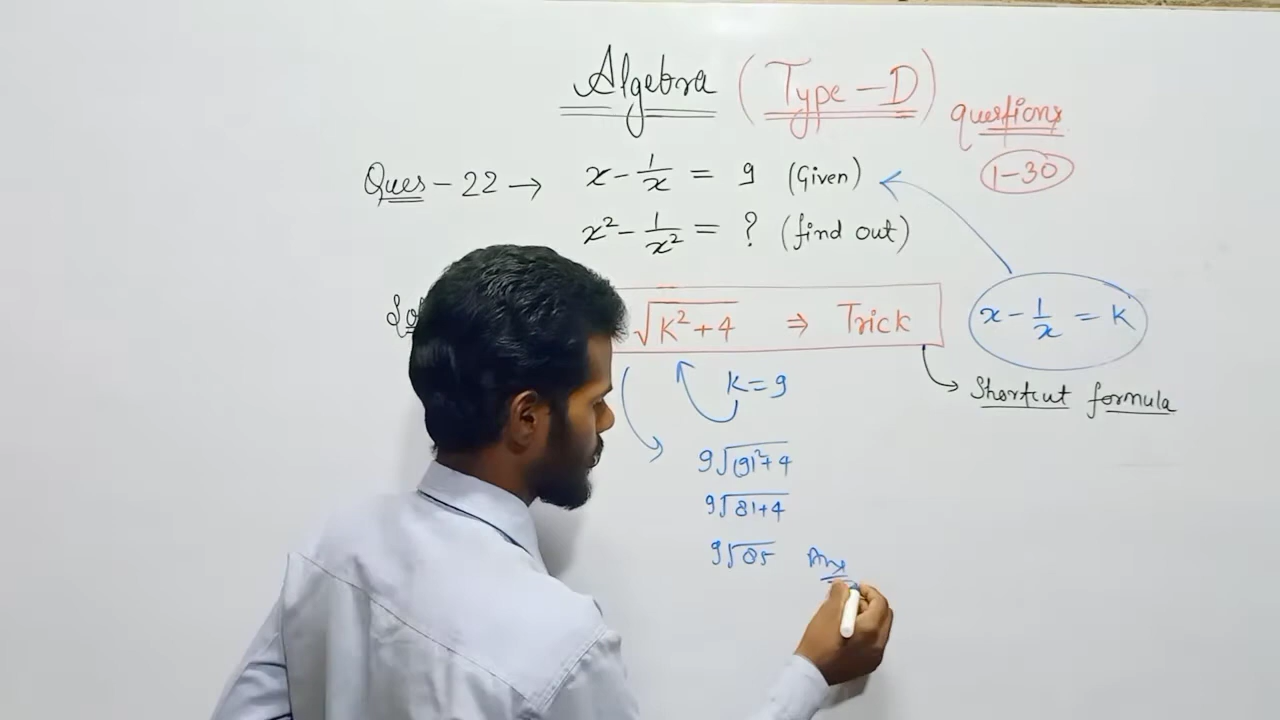 Algebra (Type-D)
questions
1-30
Ques-22→ x - 1/x = 9 (Given)
x² - 1/x² = ? (find out)
√K²+4 ⇒ Trick
x - 1/x = K
Shortcut formula
K=9
9√(9)²+4
9√81+4
9√85 Ans